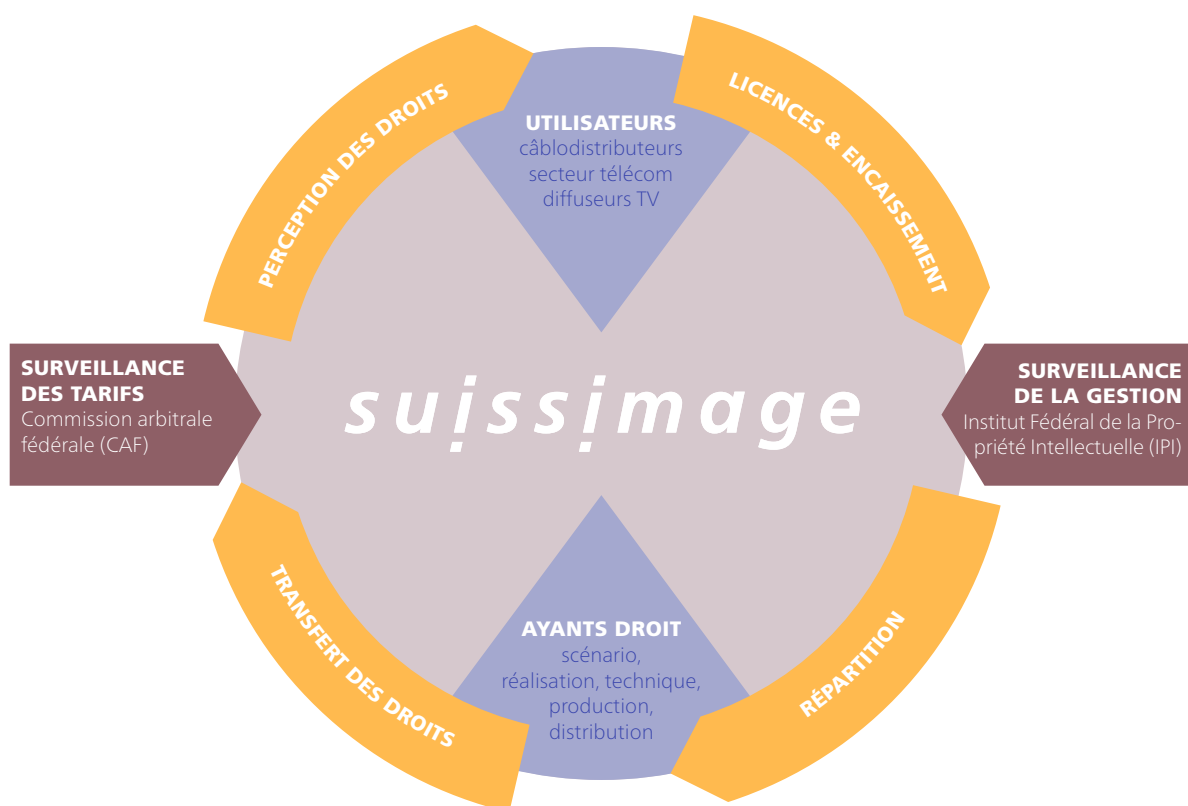 PERCEPTION DES DROITS
LICENCES & ENCAISSEMENT
UTILISATEURS
câblodistributeurs
secteur télécom
diffuseurs TV
SURVEILLANCE
DES TARIFS
Commission arbitrale
fédérale (CAF)
suissimage
SURVEILLANCE
DE LA GESTION
Institut Fédéral de la Pro-
priété Intellectuelle (IPI)
TRANSFERT DES DROITS
AYANTS DROIT
scénario,
réalisation, technique,
production,
distribution
RÉPARTITION